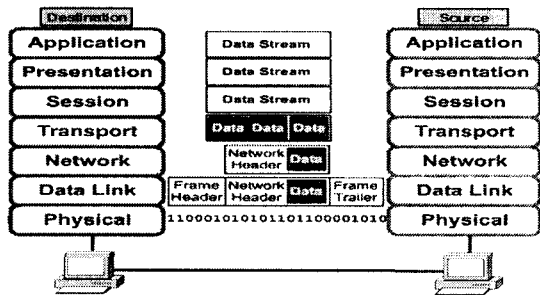 Destination
Source
Application
Data Stream
Application
Presentation
Data Stream
Presentation
Session
Data Stream
Session
Transport
Data Data Data
Transport
Network
Network Header
Data
Network
Data Link
Frame Header
Network Header
Data
Frame Trailer
Data Link
Physical
110001010101101100001010
Physical